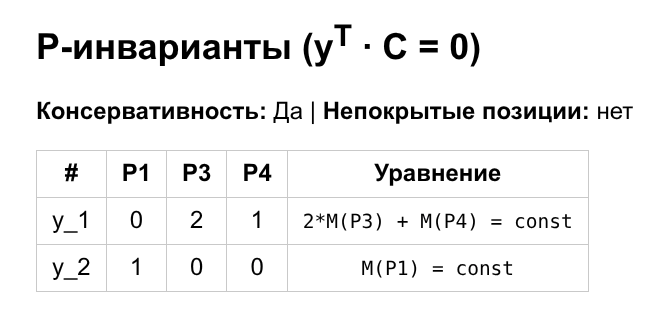 P-инварианты (y^T · C = 0)
Консервативность: Да | Непокрытые позиции: нет
# P1 P3 P4 Уравнение
y_1 0 2 1 2*M(P3) + M(P4) = const
y_2 1 0 0 M(P1) = const